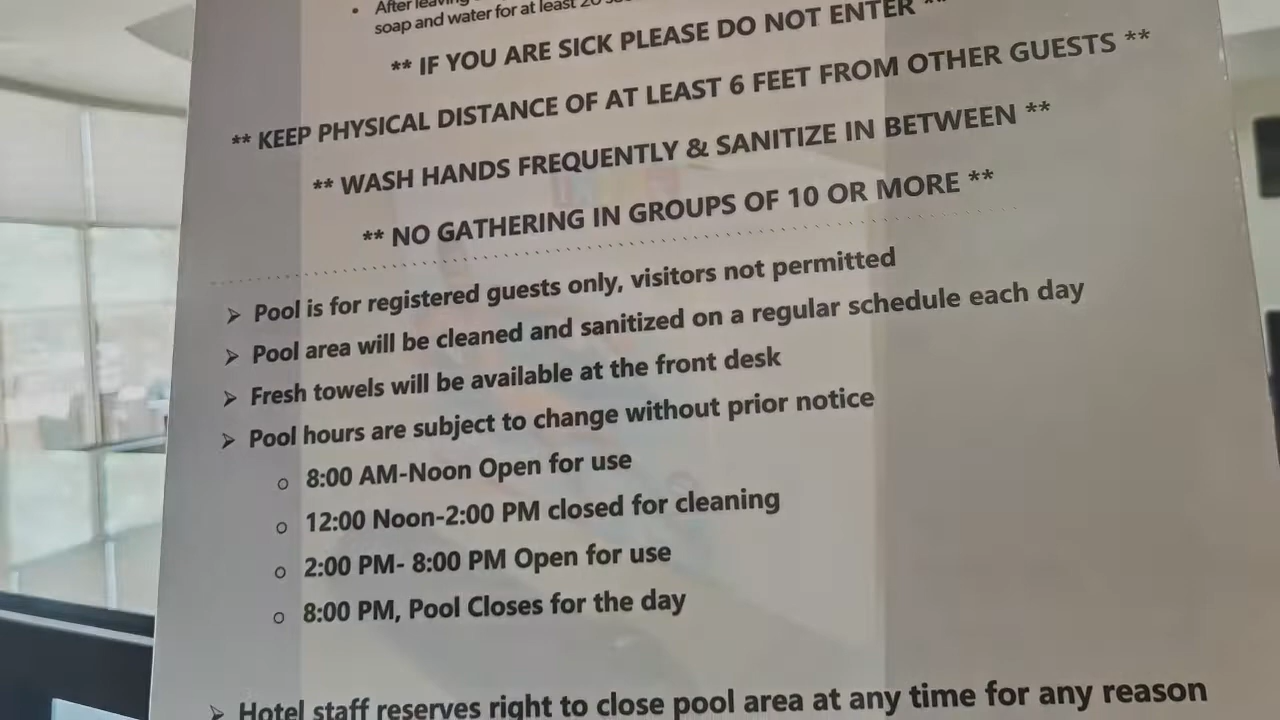 • After leaving
soap and water for at least 20
** IF YOU ARE SICK PLEASE DO NOT ENTER **
** KEEP PHYSICAL DISTANCE OF AT LEAST 6 FEET FROM OTHER GUESTS **
** WASH HANDS FREQUENTLY & SANITIZE IN BETWEEN **
** NO GATHERING IN GROUPS OF 10 OR MORE **
➢ Pool is for registered guests only, visitors not permitted
➢ Pool area will be cleaned and sanitized on a regular schedule each day
➢ Fresh towels will be available at the front desk
➢ Pool hours are subject to change without prior notice
o 8:00 AM-Noon Open for use
o 12:00 Noon-2:00 PM closed for cleaning
o 2:00 PM- 8:00 PM Open for use
o 8:00 PM, Pool Closes for the day
➢ Hotel staff reserves right to close pool area at any time for any reason